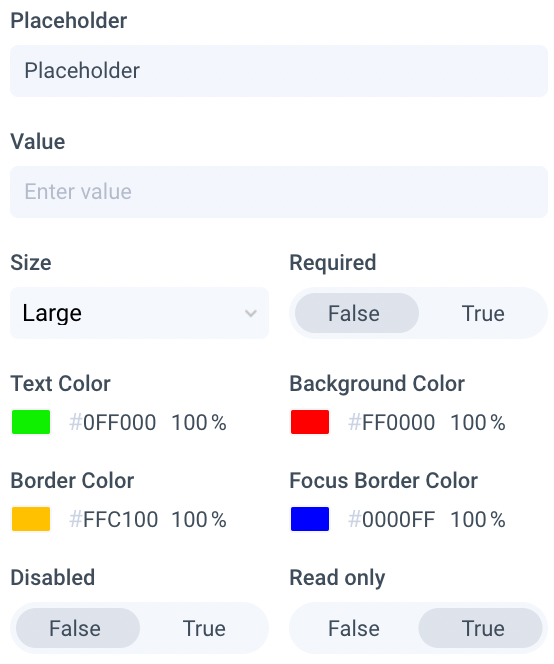 Placeholder
Placeholder
Value
Enter value
Size
Required
Large
False True
Text Color
Background Color
#0FF000 100 %
#FF0000 100 %
Border Color
Focus Border Color
#FFC100 100 %
#0000FF 100 %
Disabled
Read only
False True
False True